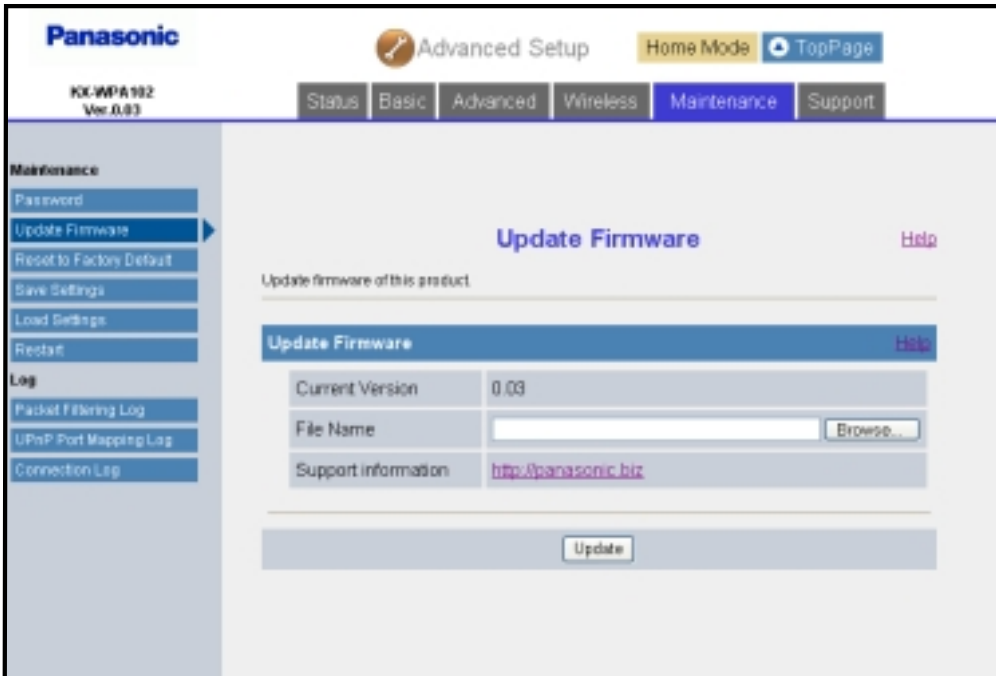 Panasonic
Advanced Setup
Home Mode
TopPage
KX-WPA102
Ver.0.03
Status
Basic
Advanced
Wireless
Maintenance
Support
Maintenance
Password
Update Firmware
Reset to Factory Default
Save Settings
Load Settings
Restart
Log
Packet Filtering Log
UPnP Port Mapping Log
Connection Log
Update Firmware
Help
Update firmware of this product.
Update Firmware
Help
Current Version 0.03
File Name Browse...
Support information http://panasonic.biz
Update